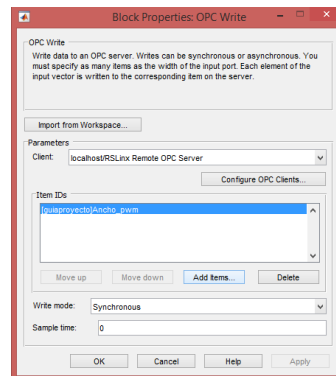 Block Properties: OPC Write
OPC Write
Write data to an OPC server. Writes can be synchronous or asynchronous. You
must specify as many items as the width of the input port. Each element of the
input vector is written to the corresponding item on the server.
Import from Workspace...
Parameters
Client: localhost/RSLinx Remote OPC Server
Configure OPC Clients...
Item IDs
[guisproyecto]Ancho_pwm
Move up Move down Add Items... Delete
Write mode: Synchronous
Sample time: 0
OK Cancel Help Apply